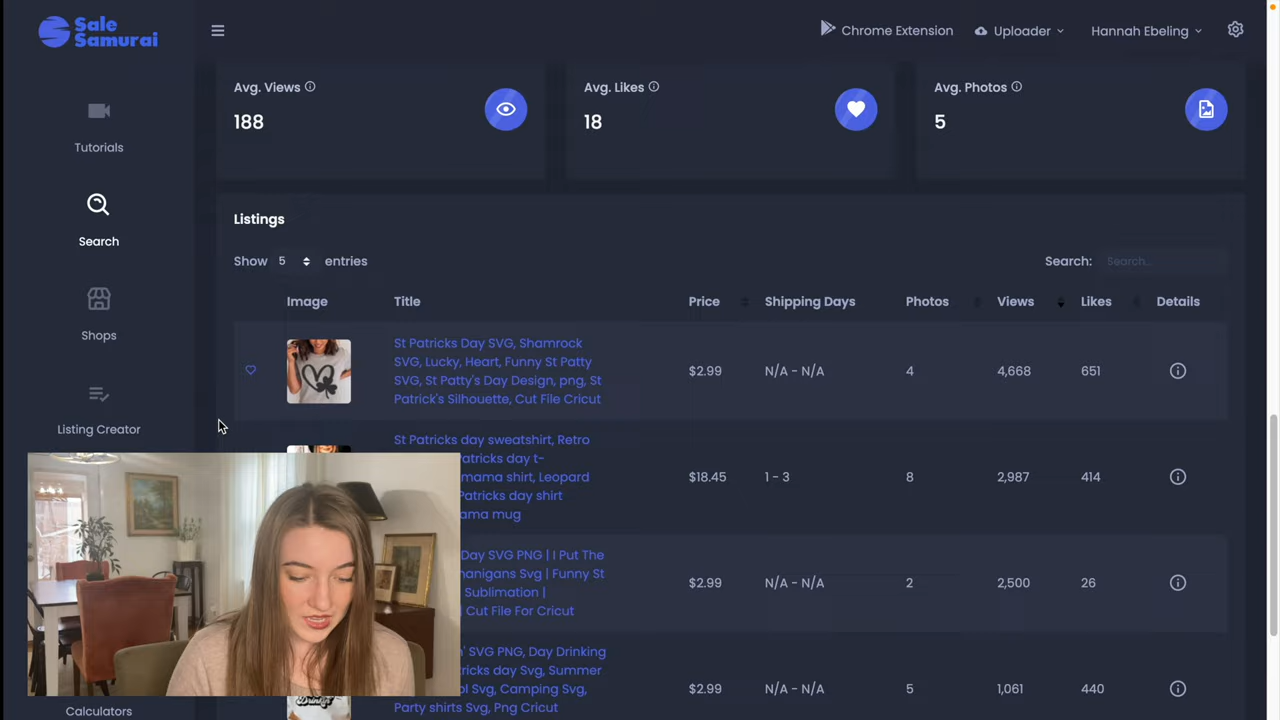 Sale
Samurai
Chrome Extension
Uploader
Hannah Ebeling
Tutorials
Search
Shops
Listing Creator
Calculators
Avg. Views
188
Avg. Likes
18
Avg. Photos
5
Listings
Show 5 entries
Search: Search..
Image Title Price Shipping Days Photos Views Likes Details
St Patricks Day SVG, Shamrock
SVG, Lucky, Heart, Funny St Patty
SVG, St Patty's Day Design, png, St
Patrick's Silhouette, Cut File Cricut
$2.99 N/A - N/A 4 4,668 651
St Patricks day sweatshirt, Retro
Patricks day t-
mama shirt, Leopard
Patricks day shirt
mama mug
$18.45 1 - 3 8 2,987 414
Day SVG PNG | I Put The
nanigans Svg | Funny St
Sublimation |
Cut File For Cricut
$2.99 N/A - N/A 2 2,500 26
n' SVG PNG, Day Drinking
tricks day Svg, Summer
ol Svg, Camping Svg,
Party shirts Svg, Png Cricut
$2.99 N/A - N/A 5 1,061 440